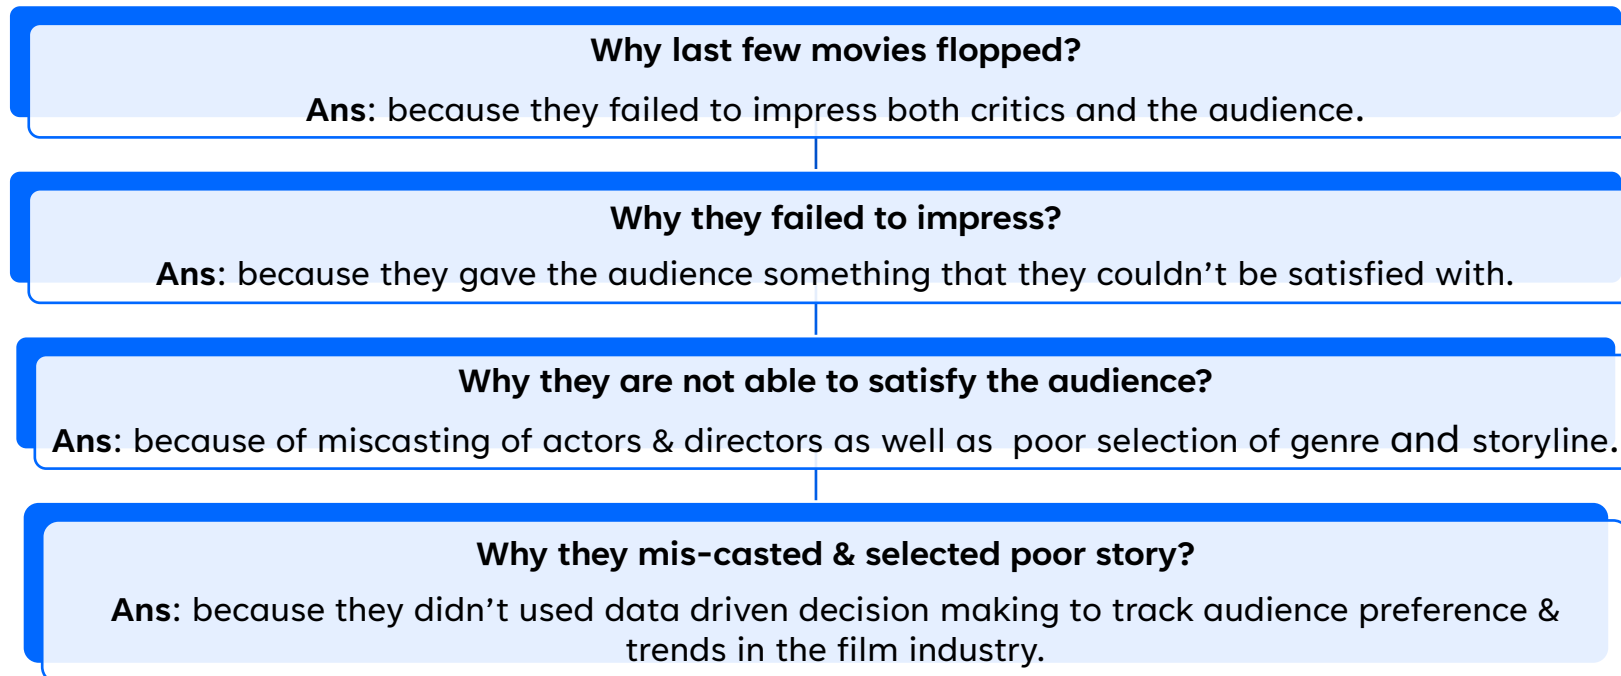 Why last few movies flopped?
Ans: because they failed to impress both critics and the audience.
Why they failed to impress?
Ans: because they gave the audience something that they couldn’t be satisfied with.
Why they are not able to satisfy the audience?
Ans: because of miscasting of actors & directors as well as  poor selection of genre and storyline.
Why they mis-casted & selected poor story?
Ans: because they didn’t used data driven decision making to track audience preference &
trends in the film industry.